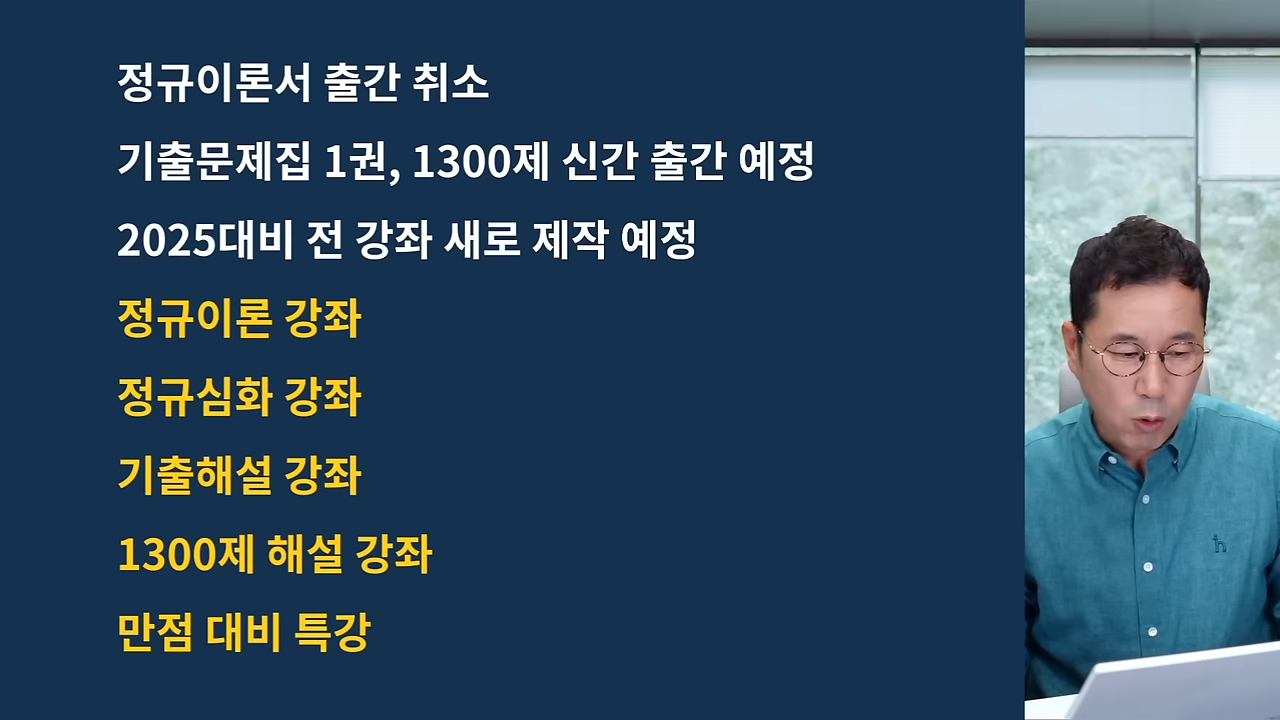 정규이론서 출간 취소
기출문제집 1권, 1300제 신간 출간 예정
2025대비 전 강좌 새로 제작 예정
정규이론 강좌
정규심화 강좌
기출해설 강좌
1300제 해설 강좌
만점 대비 특강